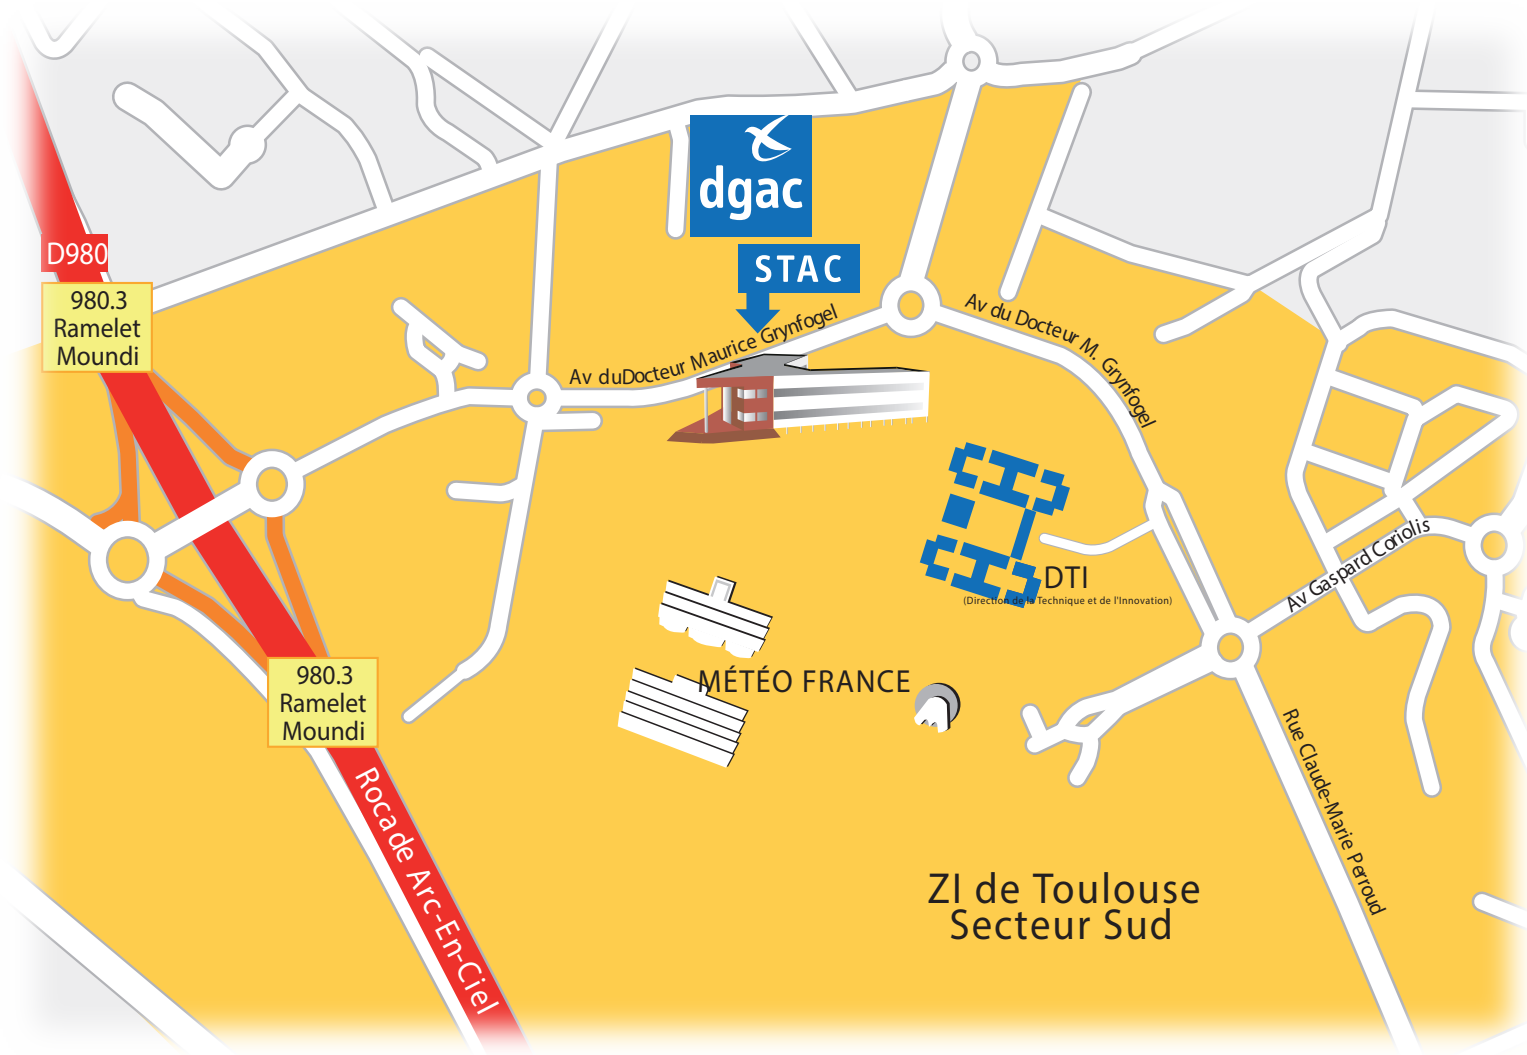 dgac
D980
STAC
980.3
Ramelet
Moundi
Av duDocteur Maurice Grynfogel
Av du Docteur M. Grynfogel
Av Gaspard Coriolis
DTI
(Direction de la Technique et de l'Innovation)
980.3
Ramelet
Moundi
MÉTÉO FRANCE
Rue Claude-Marie Perroud
Rocade Arc-En-Ciel
ZI de Toulouse
Secteur Sud